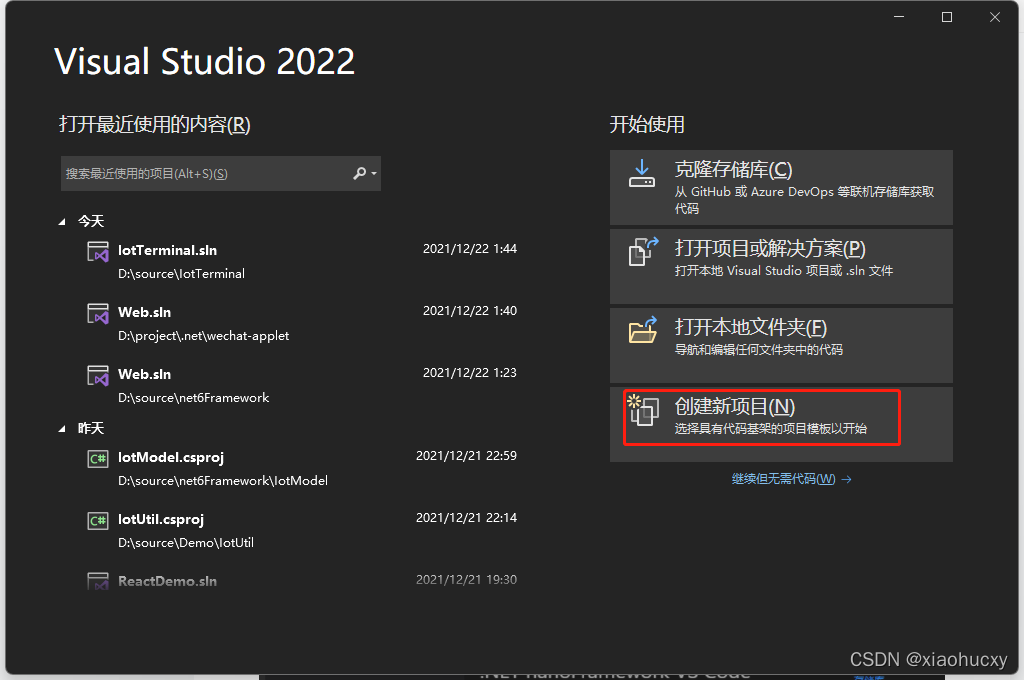 Visual Studio 2022
打开最近使用的内容(R)
搜索最近使用的项目(Alt+S)(S)
今天
IotTerminal.sln 2021/12/22 1:44
D:\source\IotTerminal
Web.sln 2021/12/22 1:40
D:\project\.net\wechat-applet
Web.sln 2021/12/22 1:23
D:\source\net6Framework
昨天
IotModel.csproj 2021/12/21 22:59
D:\source\net6Framework\IotModel
IotUtil.csproj 2021/12/21 22:14
D:\source\Demo\IotUtil
ReactDemo.sln 2021/12/21 19:30
开始使用
克隆存储库(C)
从 GitHub 或 Azure DevOps 等联机存储库获取
代码
打开项目或解决方案(P)
打开本地 Visual Studio 项目或 .sln 文件
打开本地文件夹(F)
导航和编辑任何文件夹中的代码
创建新项目(N)
选择具有代码基架的项目模板以开始
继续但无需代码(W) →
CSDN @xiaohucxy
.NET nanoFramework VS Code